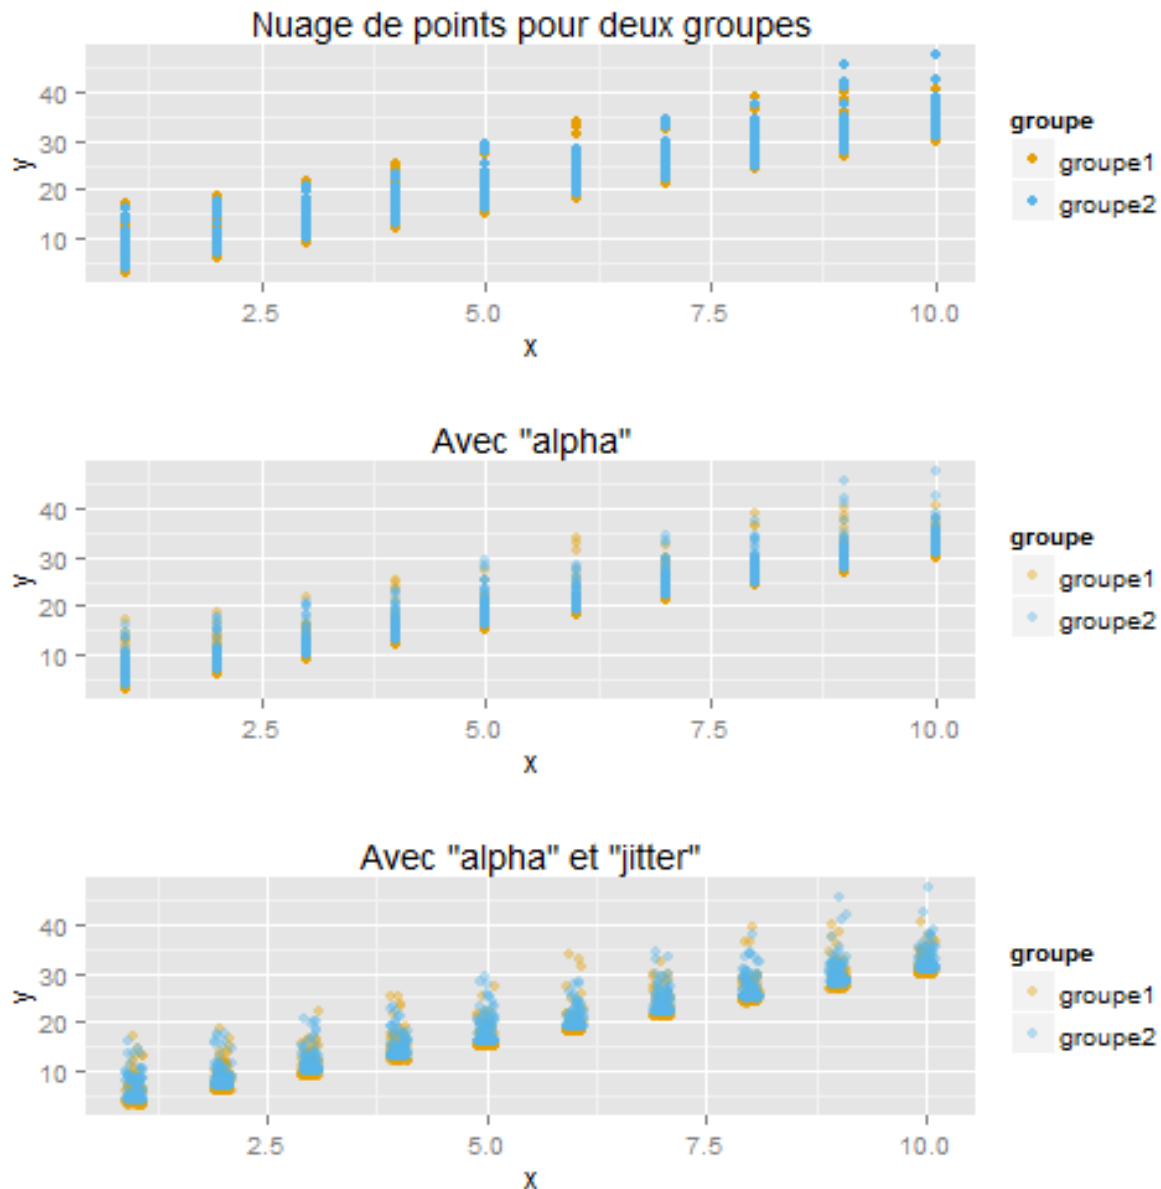 Nuage de points pour deux groupes
40
30
20
10
y
2.5 5.0 7.5 10.0
x
groupe
groupe1
groupe2
Avec "alpha"
40
30
20
10
y
2.5 5.0 7.5 10.0
x
groupe
groupe1
groupe2
Avec "alpha" et "jitter"
40
30
20
10
y
2.5 5.0 7.5 10.0
x
groupe
groupe1
groupe2